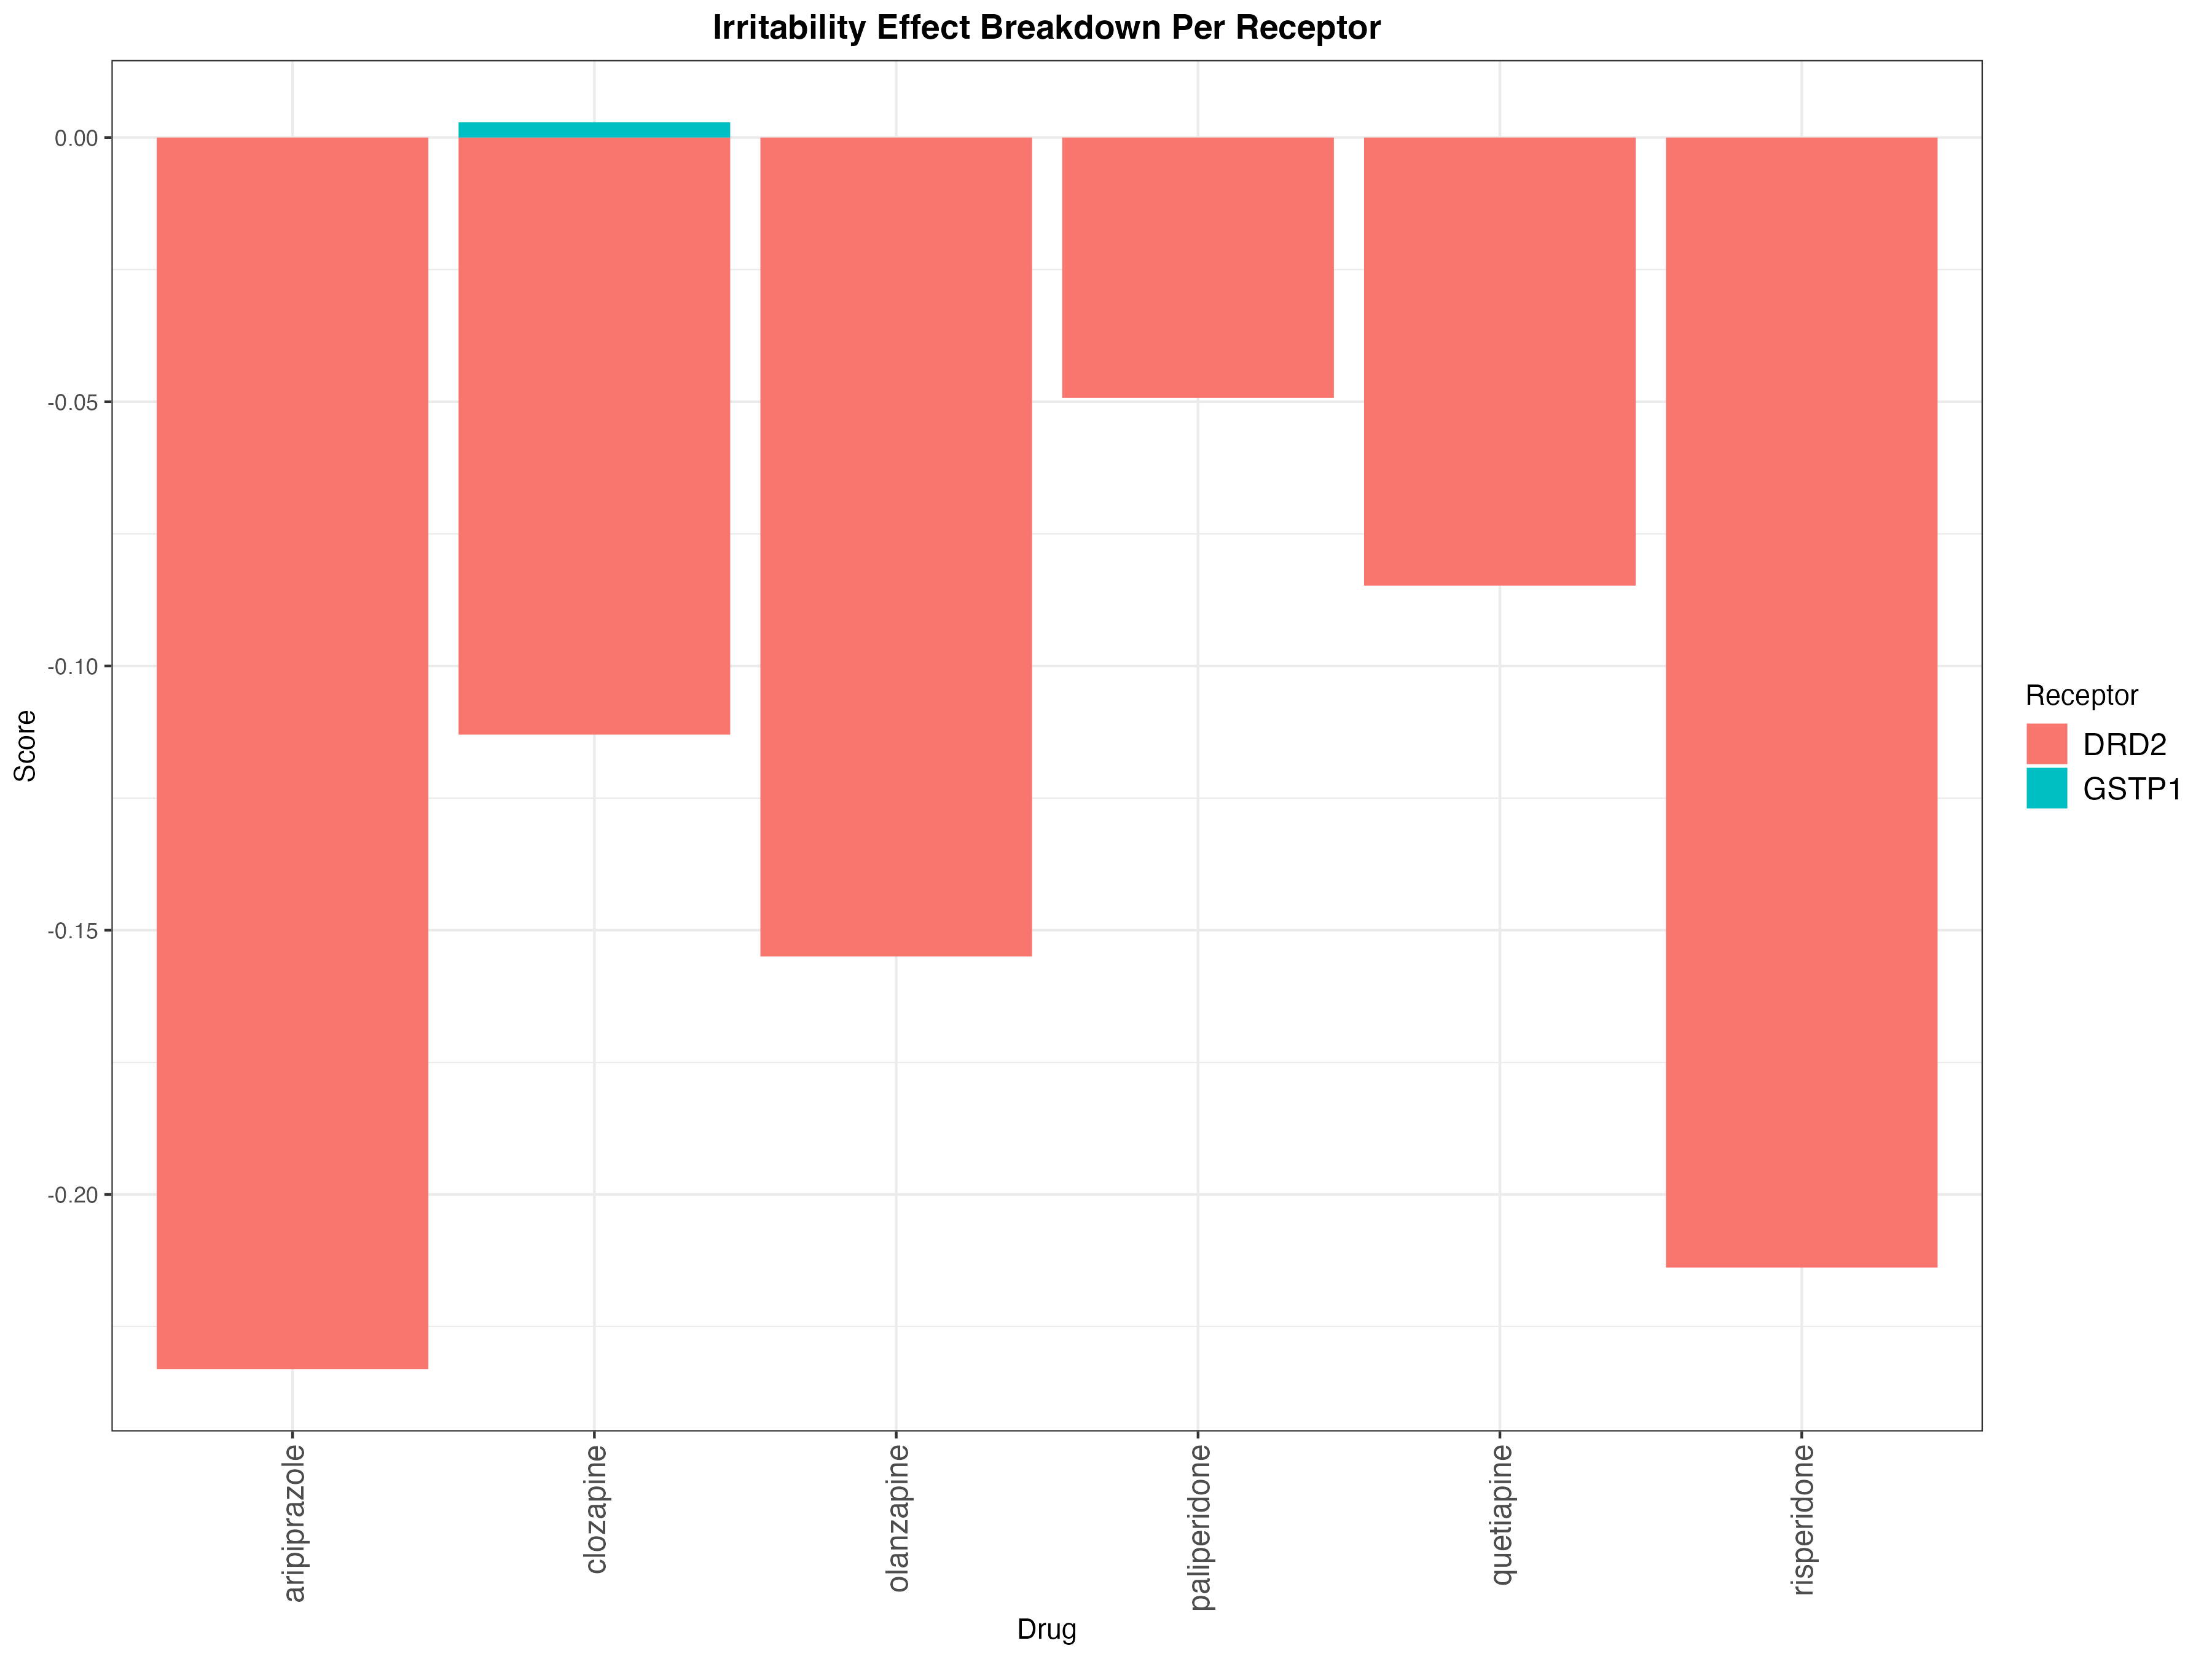 Irritability Effect Breakdown Per Receptor
0.00
-0.05
-0.10
-0.15
-0.20
Score
aripiprazole
clozapine
olanzapine
paliperidone
quetiapine
risperidone
Drug
Receptor
DRD2
GSTP1